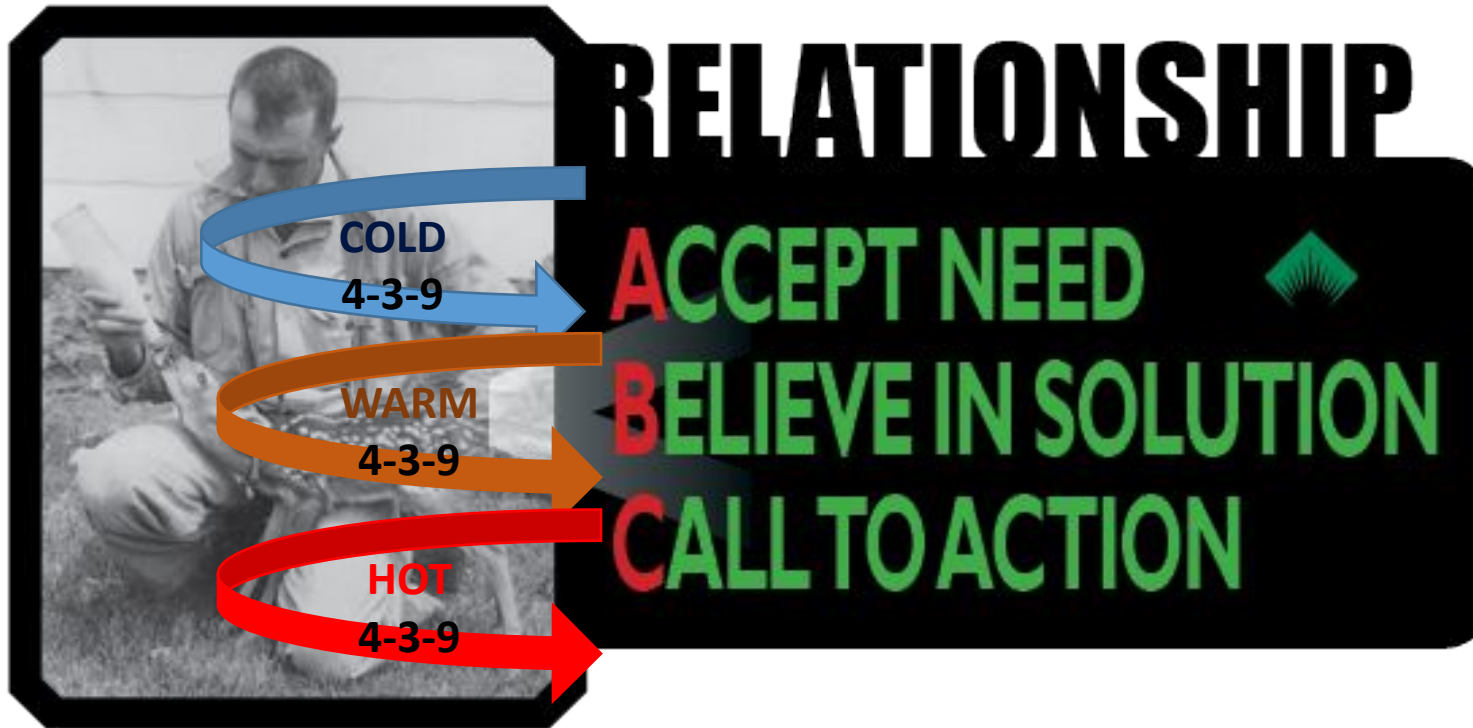 RELATIONSHIP
COLD
4-3-9
ACCEPT NEED
WARM
4-3-9
BELIEVE IN SOLUTION
HOT
4-3-9
CALL TO ACTION